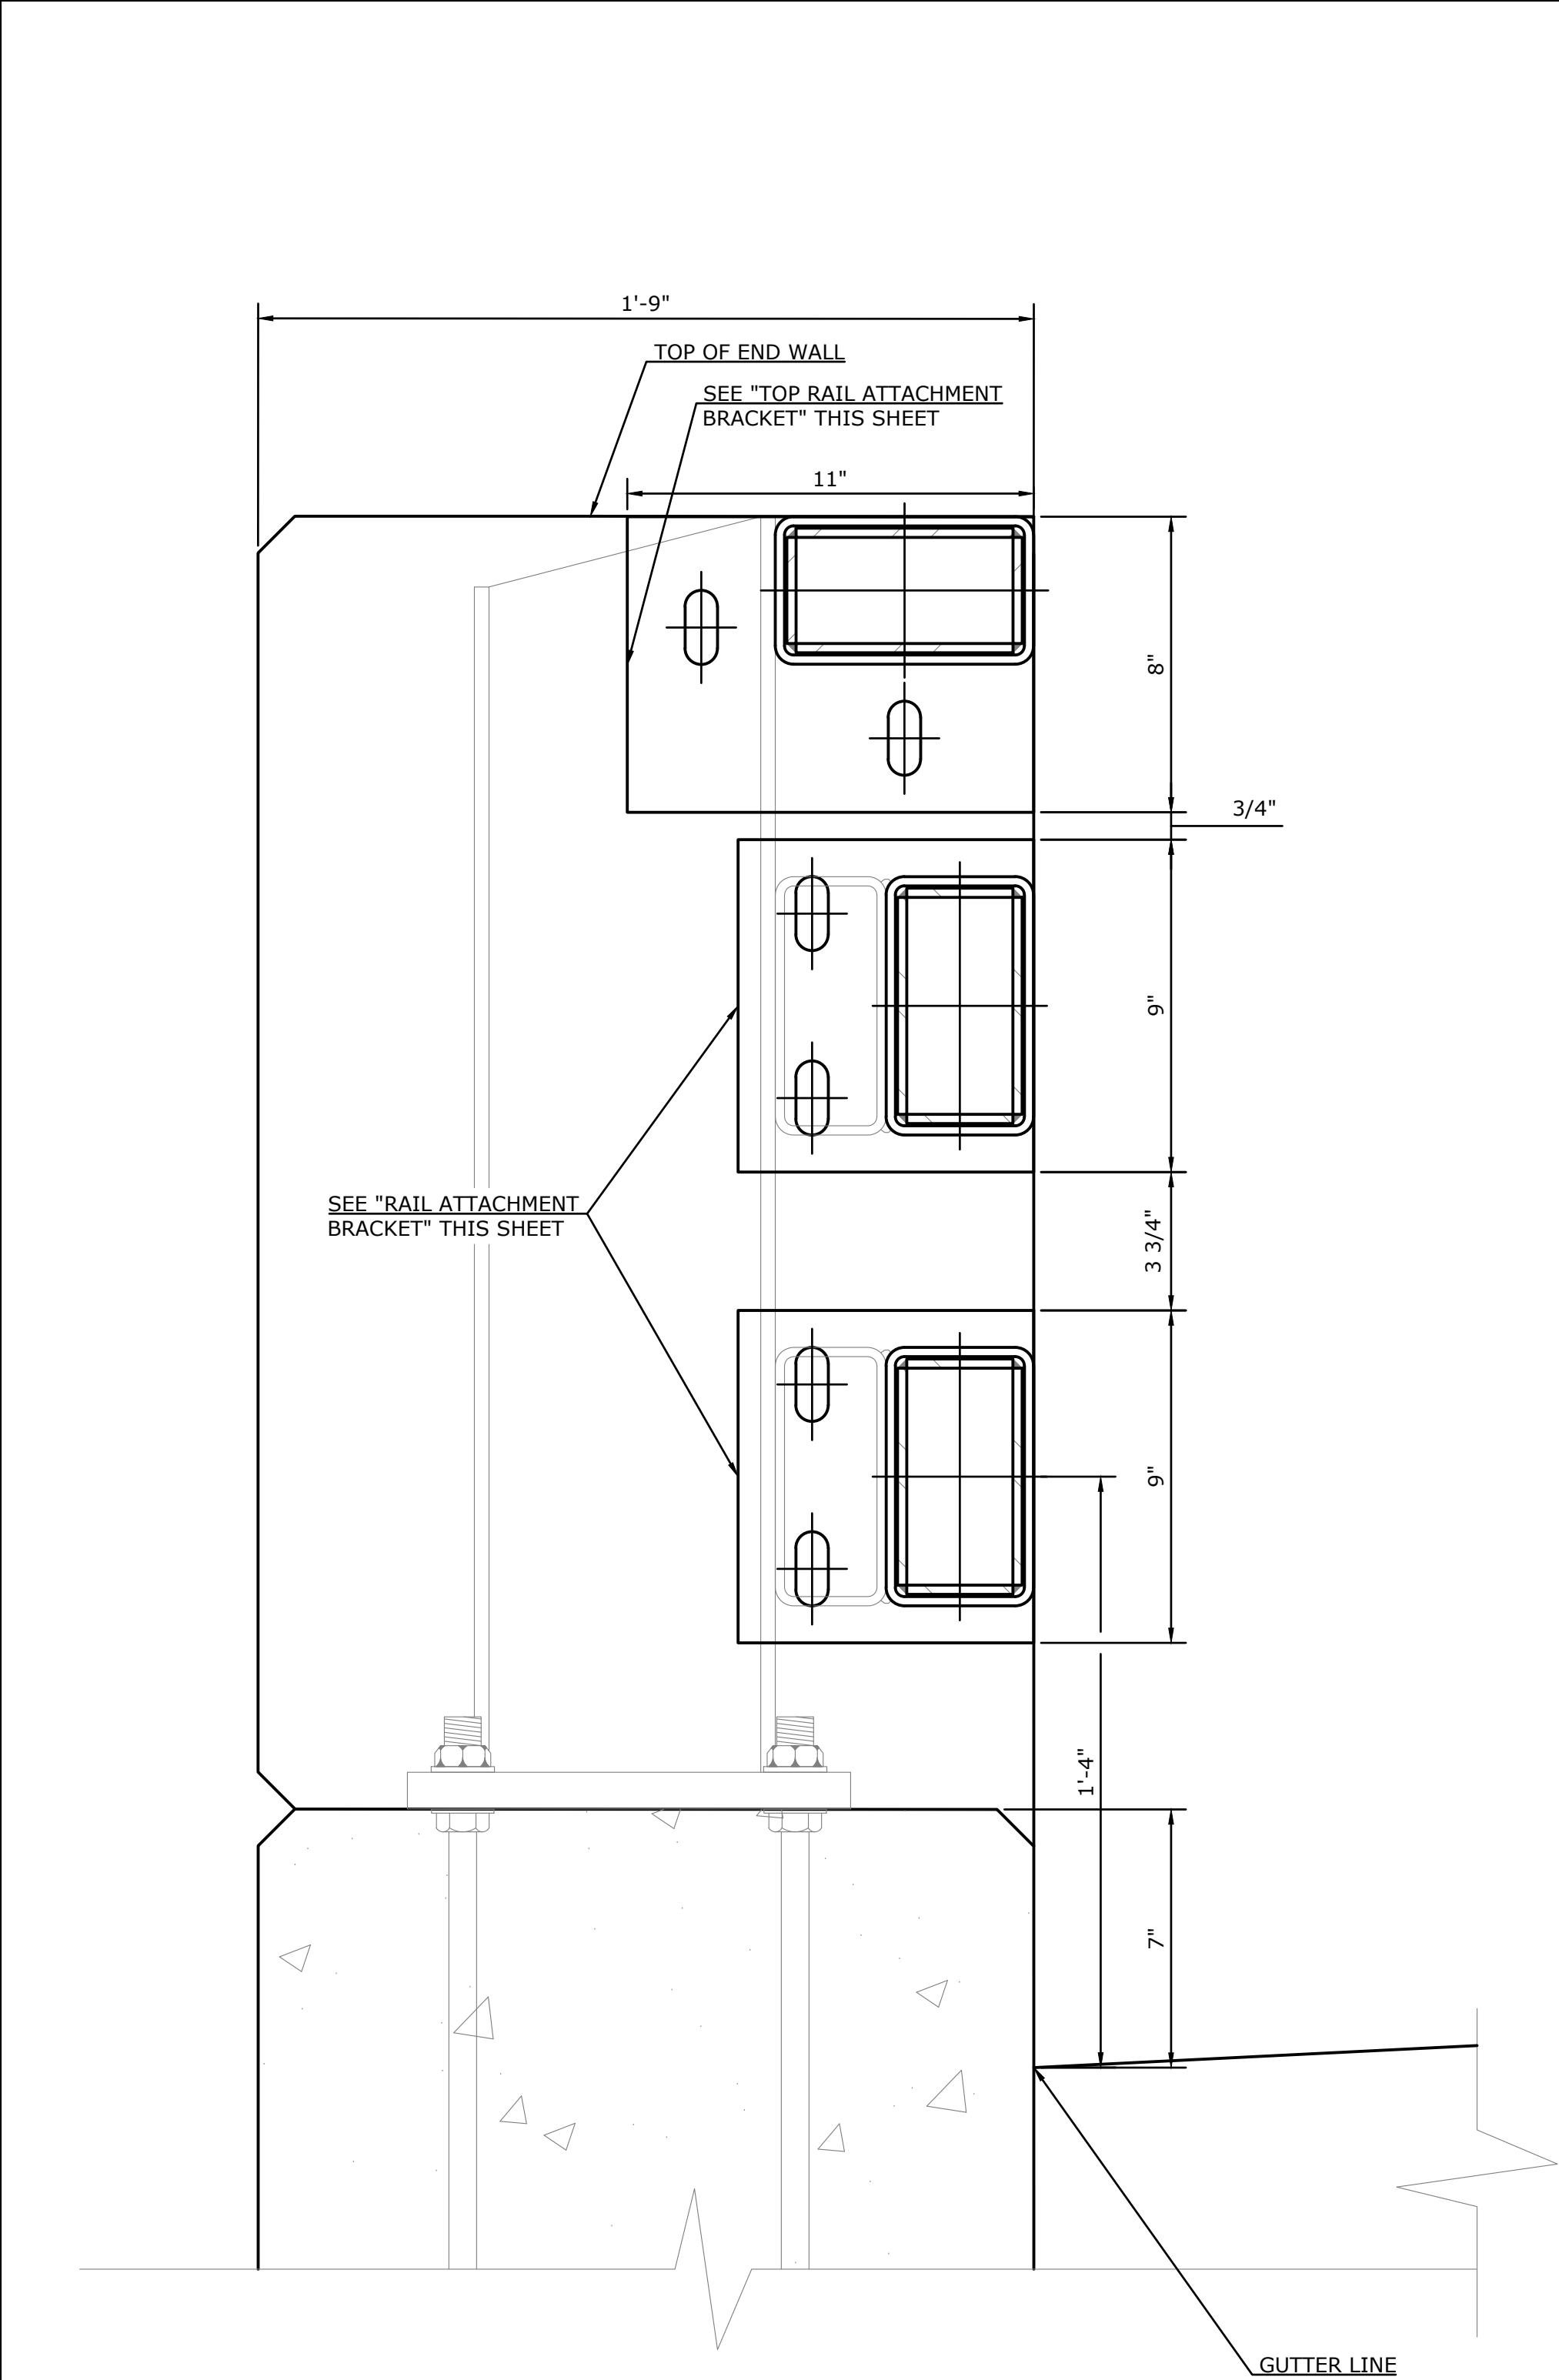 1'-9"
TOP OF END WALL
SEE "TOP RAIL ATTACHMENT
BRACKET" THIS SHEET
11"
8"
3/4"
9"
SEE "RAIL ATTACHMENT
BRACKET" THIS SHEET
3 3/4"
9"
1'-4"
7"
GUTTER LINE